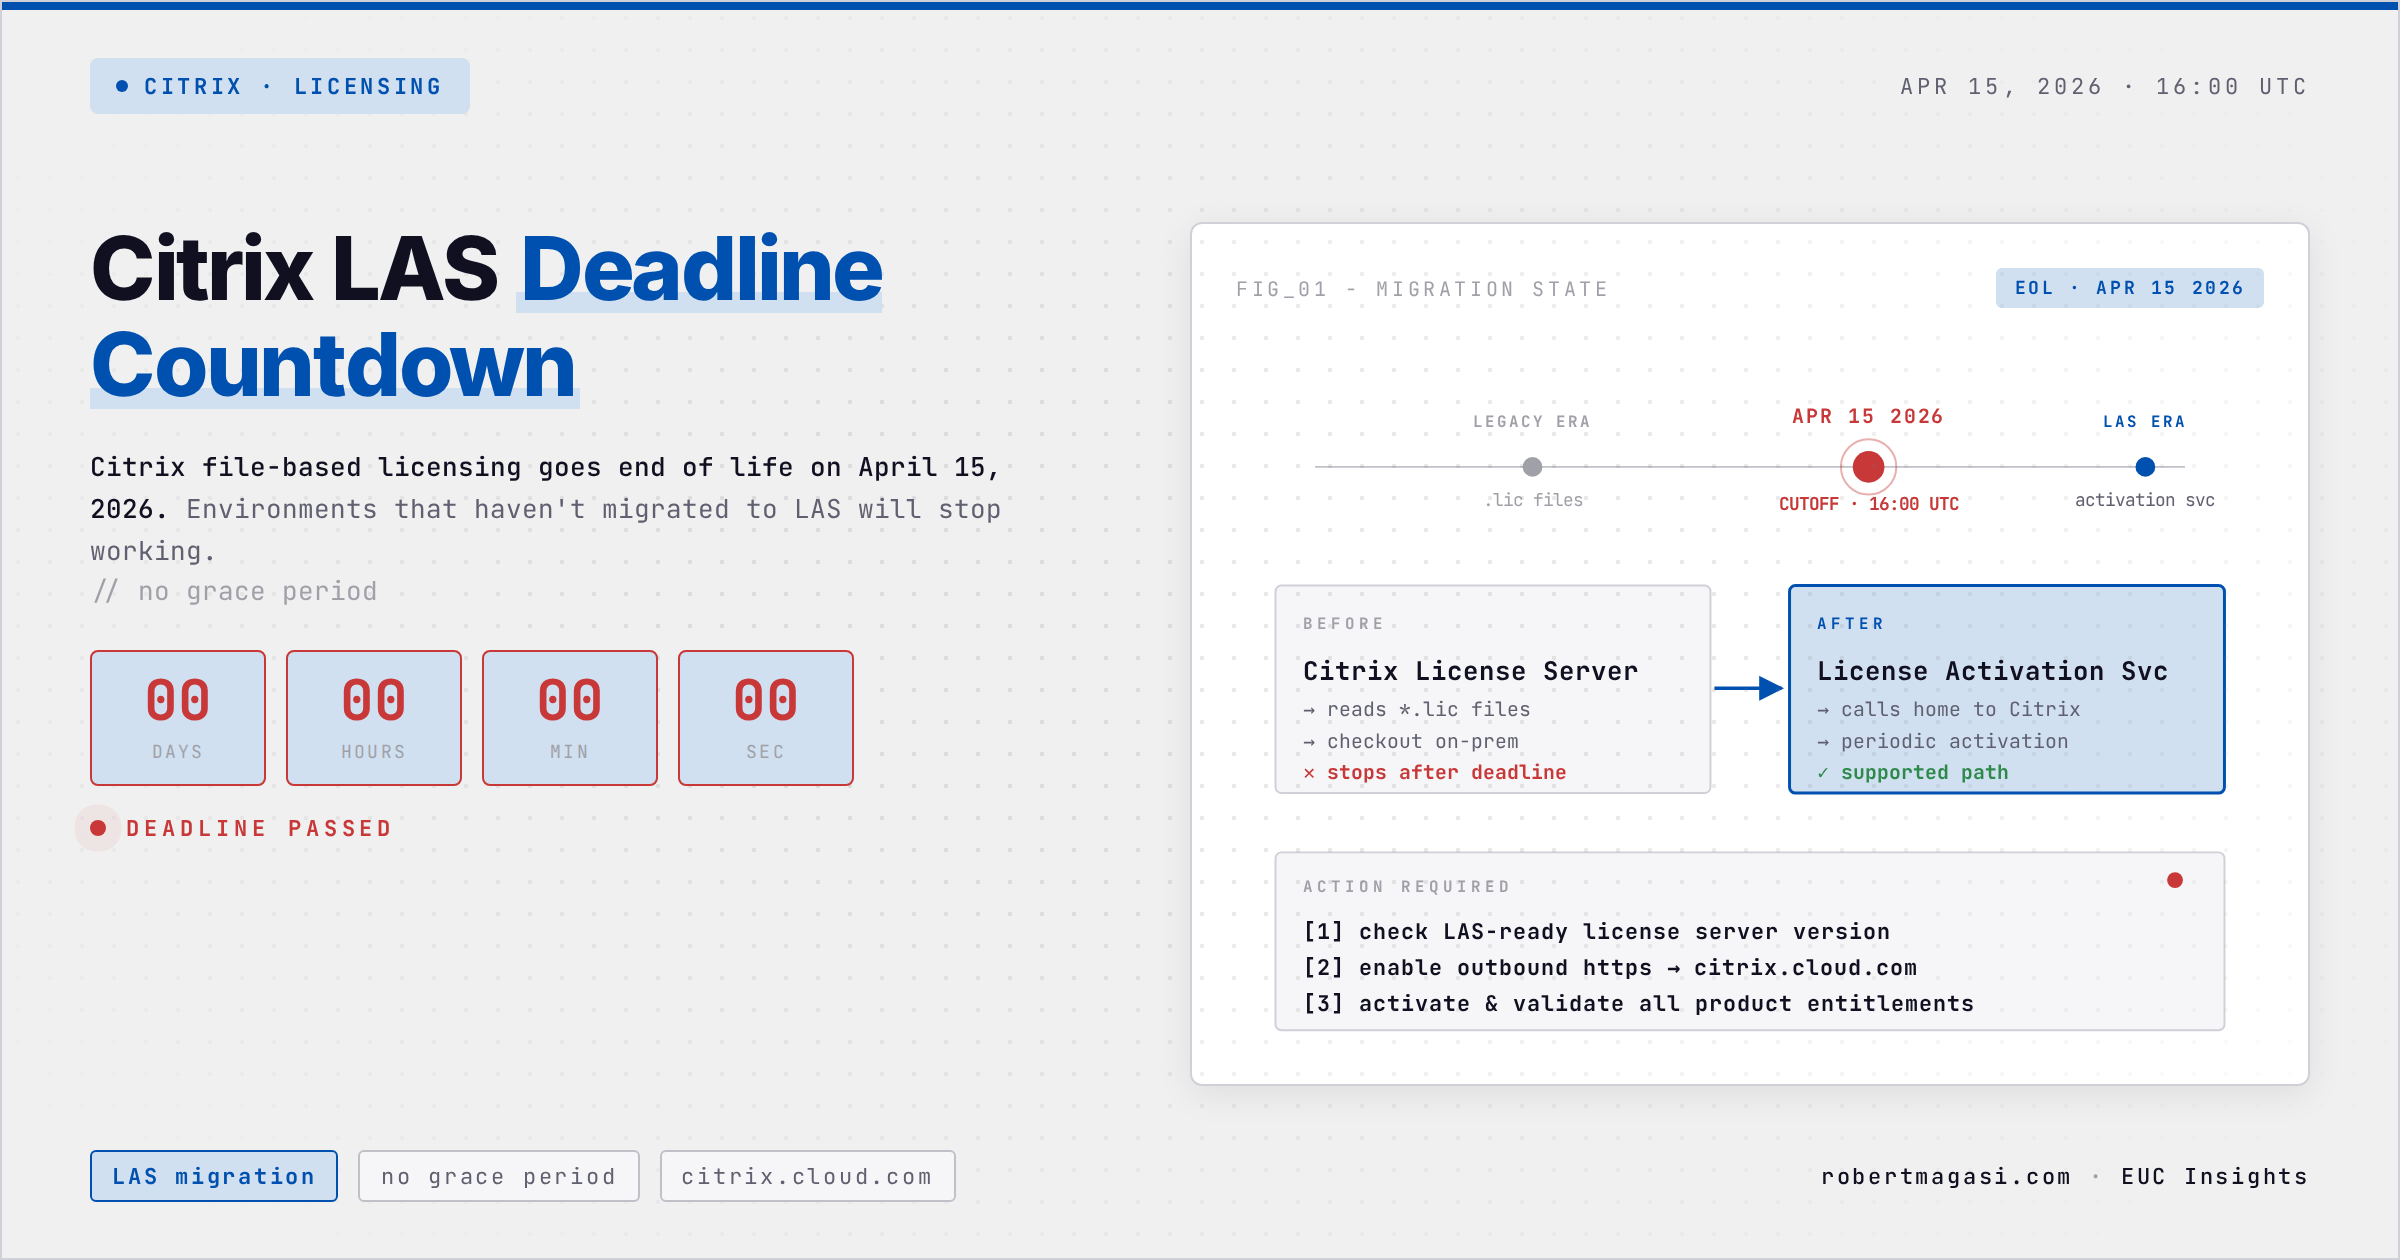 CITRIX · LICENSING
APR 15, 2026 · 16:00 UTC
Citrix LAS Deadline
Countdown
Citrix file-based licensing goes end of life on April 15,
2026. Environments that haven't migrated to LAS will stop
working.
// no grace period
00 00 00 00
DAYS HOURS MIN SEC
DEADLINE PASSED
FIG_01 - MIGRATION STATE
EOL · APR 15 2026
LEGACY ERA
APR 15 2026
LAS ERA
.lic files
CUTOFF · 16:00 UTC
activation svc
BEFORE
Citrix License Server
→ reads *.lic files
→ checkout on-prem
× stops after deadline
AFTER
License Activation Svc
→ calls home to Citrix
→ periodic activation
✓ supported path
ACTION REQUIRED
[1] check LAS-ready license server version
[2] enable outbound https → citrix.cloud.com
[3] activate & validate all product entitlements
LAS migration
no grace period
citrix.cloud.com
robertmagasi.com · EUC Insights